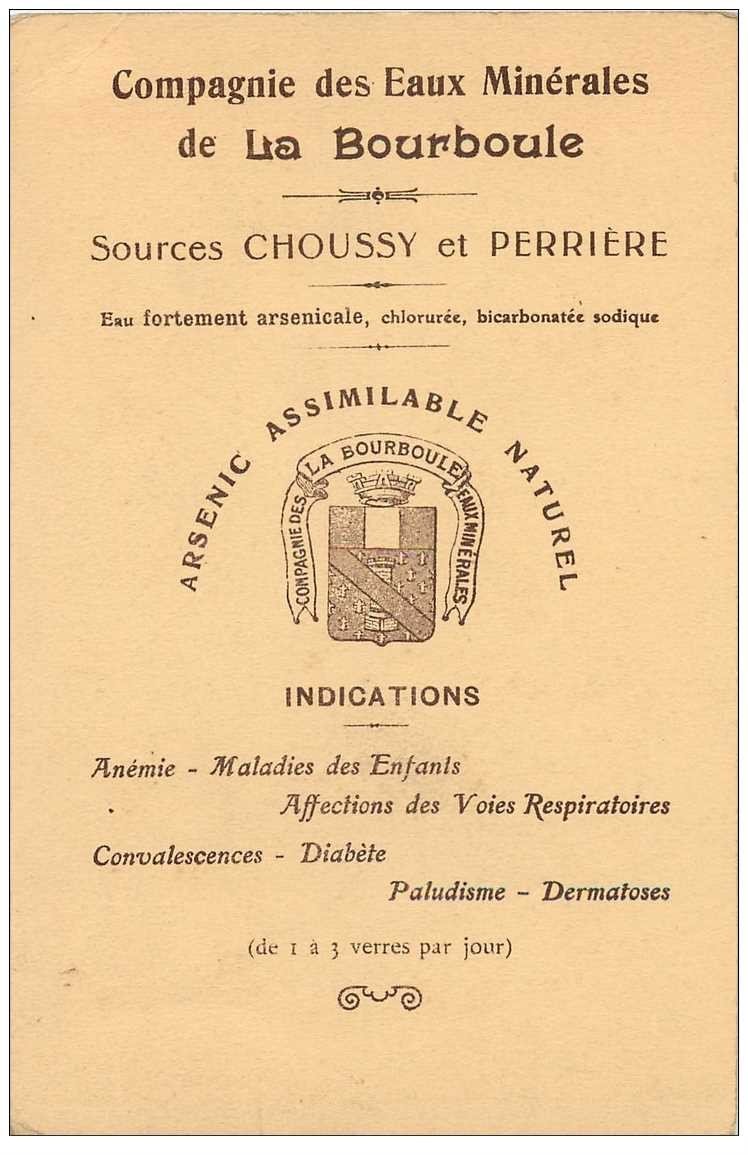 Compagnie des Eaux Minérales
de La Bourboule
Sources CHOUSSY et PERRIÈRE
Eau fortement arsenicale, chlorurée, bicarbonatée sodique
ARSENIC ASSIMILABLE NATUREL
COMPAGNIE DES
LA BOURBOULE
EAUX MINÉRALES
INDICATIONS
Anémie - Maladies des Enfants
Affections des Voies Respiratoires
Convalescences - Diabète
Paludisme - Dermatoses
(de 1 à 3 verres par jour)